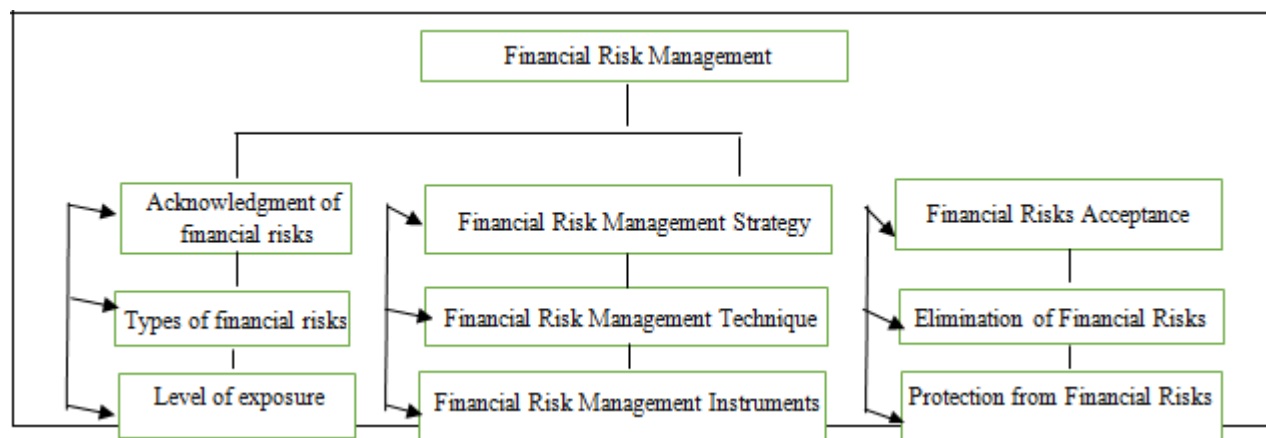 Financial Risk Management
Acknowledgment of
financial risks
Financial Risk Management Strategy
Financial Risks Acceptance
Types of financial risks
Financial Risk Management Technique
Elimination of Financial Risks
Level of exposure
Financial Risk Management Instruments
Protection from Financial Risks